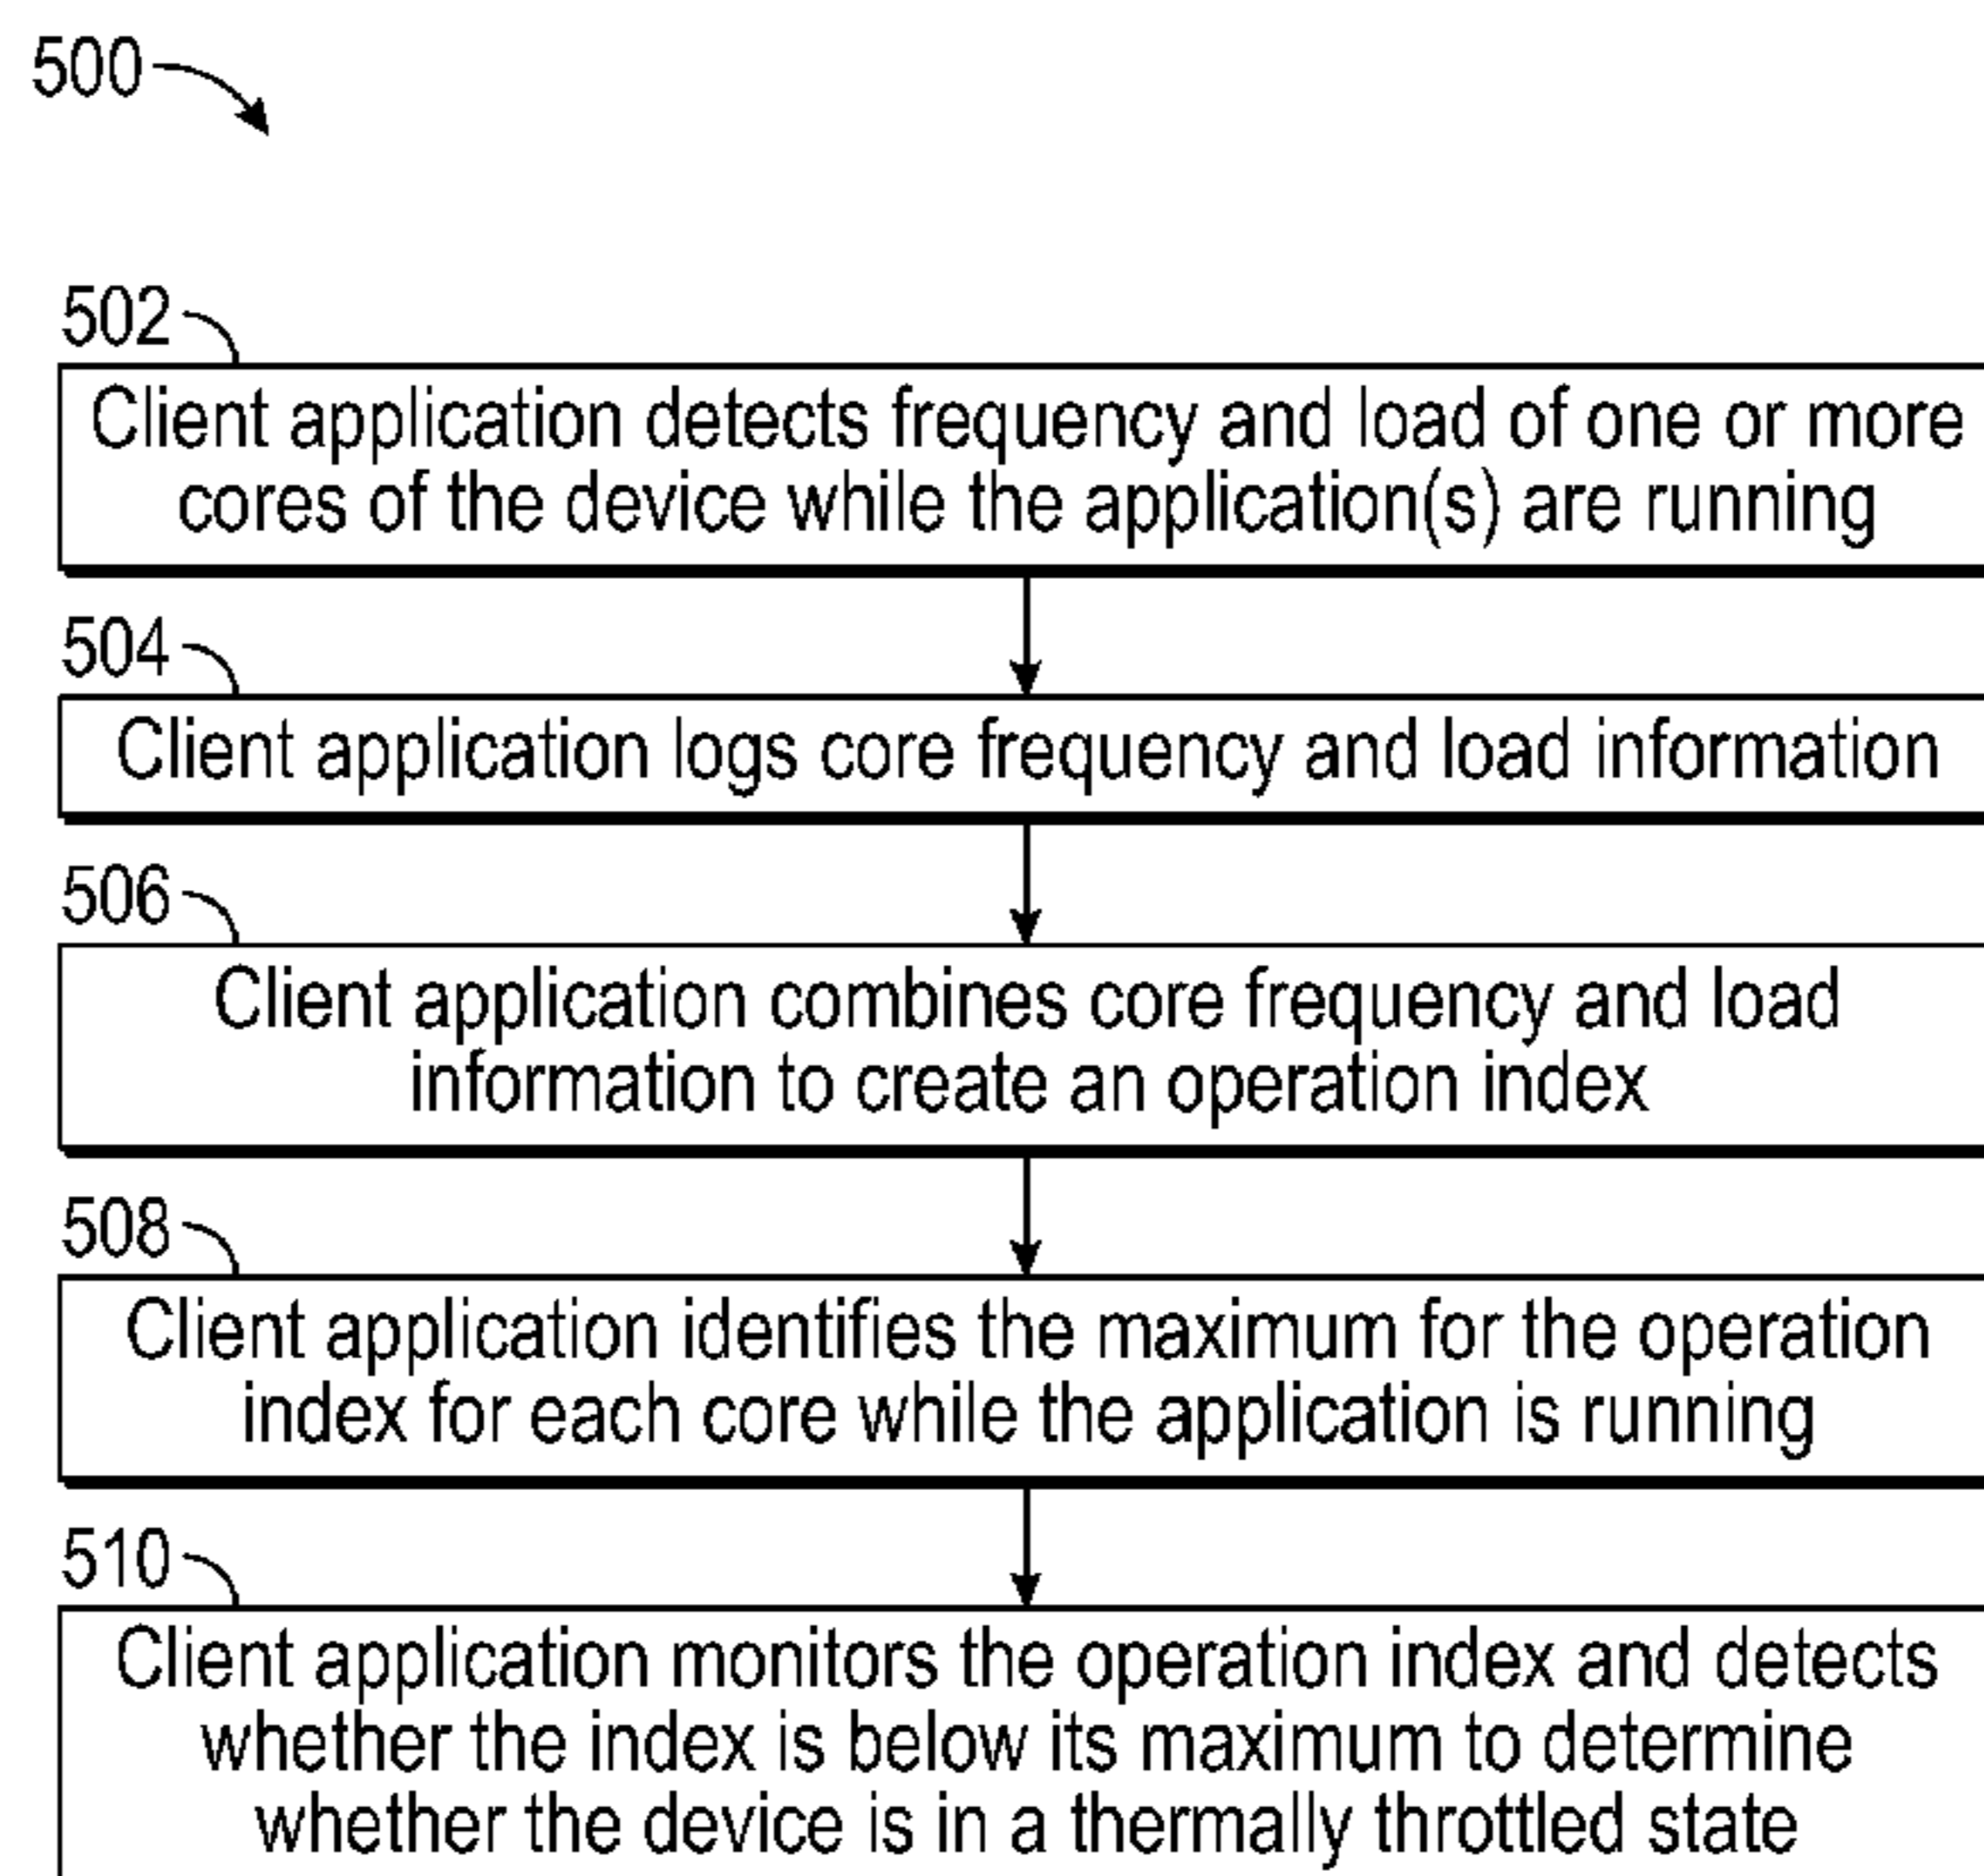 500
502
Client application detects frequency and load of one or more
cores of the device while the application(s) are running
504
Client application logs core frequency and load information
506
Client application combines core frequency and load
information to create an operation index
508
Client application identifies the maximum for the operation
index for each core while the application is running
510
Client application monitors the operation index and detects
whether the index is below its maximum to determine
whether the device is in a thermally throttled state